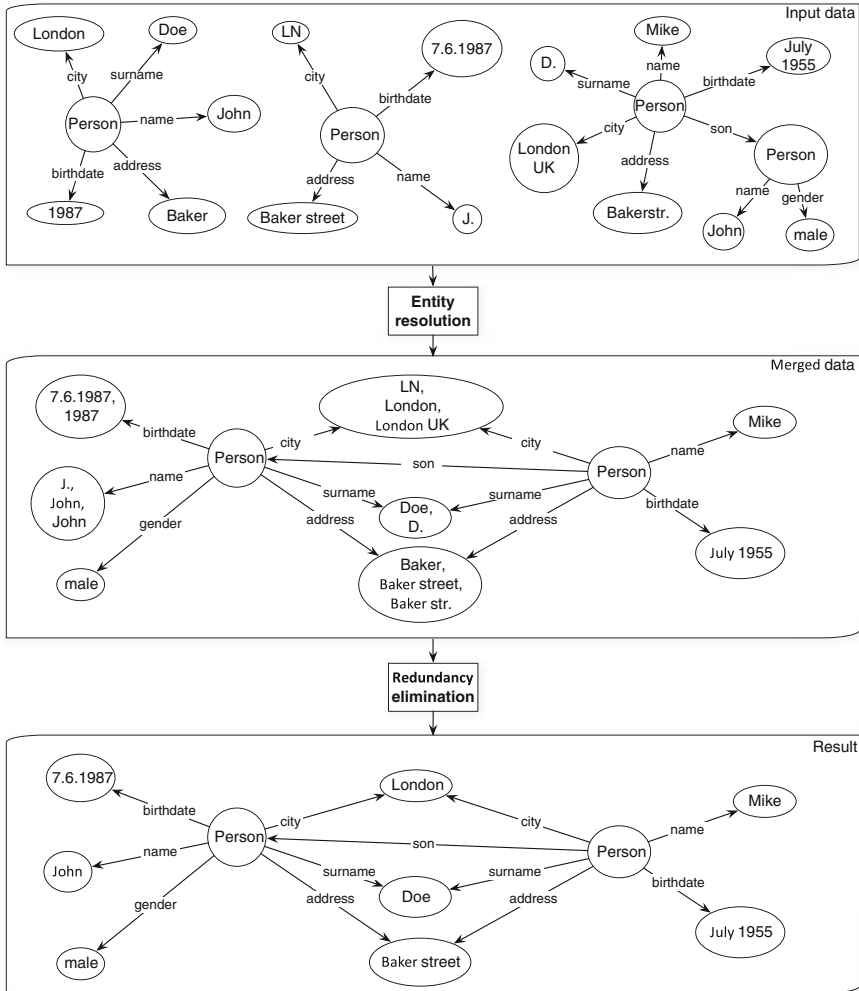 Input data
London
Doe
city
surname
Person
name
John
birthdate
address
1987
Baker
LN
city
7.6.1987
birthdate
Person
address
name
Baker street
J.
Mike
July
1955
D.
name
surname
birthdate
Person
city
son
London
UK
address
Person
Bakerstr.
name
gender
John
male
Entity
resolution
Merged data
7.6.1987,
1987
birthdate
LN,
London,
London UK
Mike
city
city
name
Person
son
Person
J.,
John,
John
name
surname
surname
birthdate
Doe,
D.
gender
address
address
July 1955
male
Baker,
Baker street,
Baker str.
Redundancy
elimination
Result
7.6.1987
London
Mike
birthdate
city
city
name
Person
son
Person
name
John
surname
surname
birthdate
Doe
gender
address
address
July 1955
male
Baker street